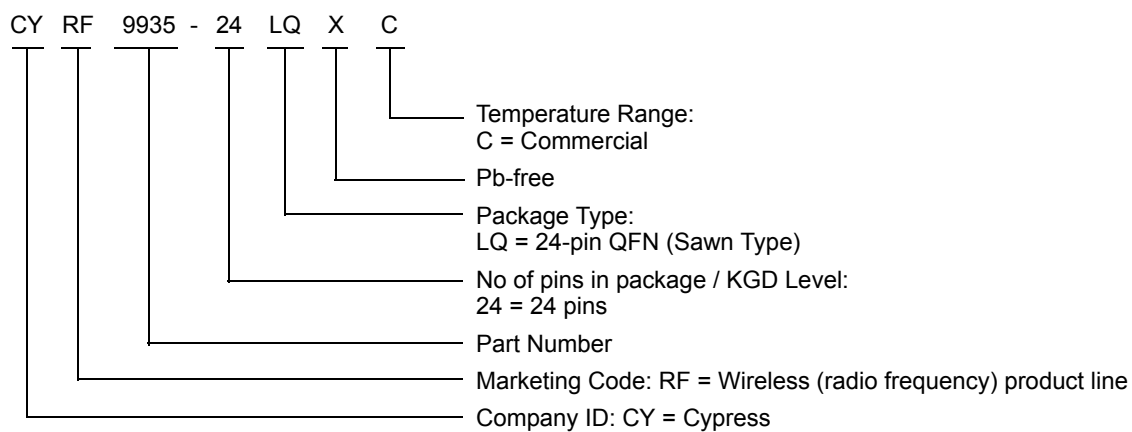 CY RF 9935 - 24 LQ X C
Temperature Range:
C = Commercial
Pb-free
Package Type:
LQ = 24-pin QFN (Sawn Type)
No of pins in package / KGD Level:
24 = 24 pins
Part Number
Marketing Code: RF = Wireless (radio frequency) product line
Company ID: CY = Cypress